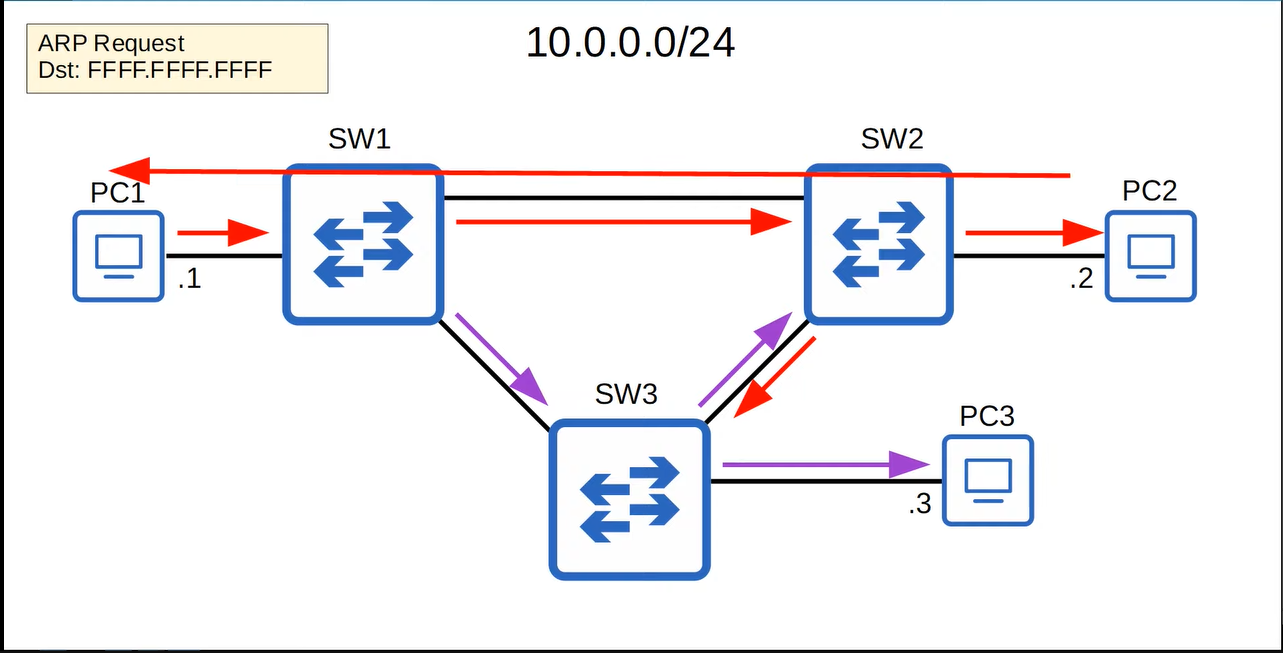 ARP Request
Dst: FFFF.FFFF.FFFF
10.0.0.0/24
SW1
SW2
PC1
PC2
.1
.2
SW3
PC3
.3